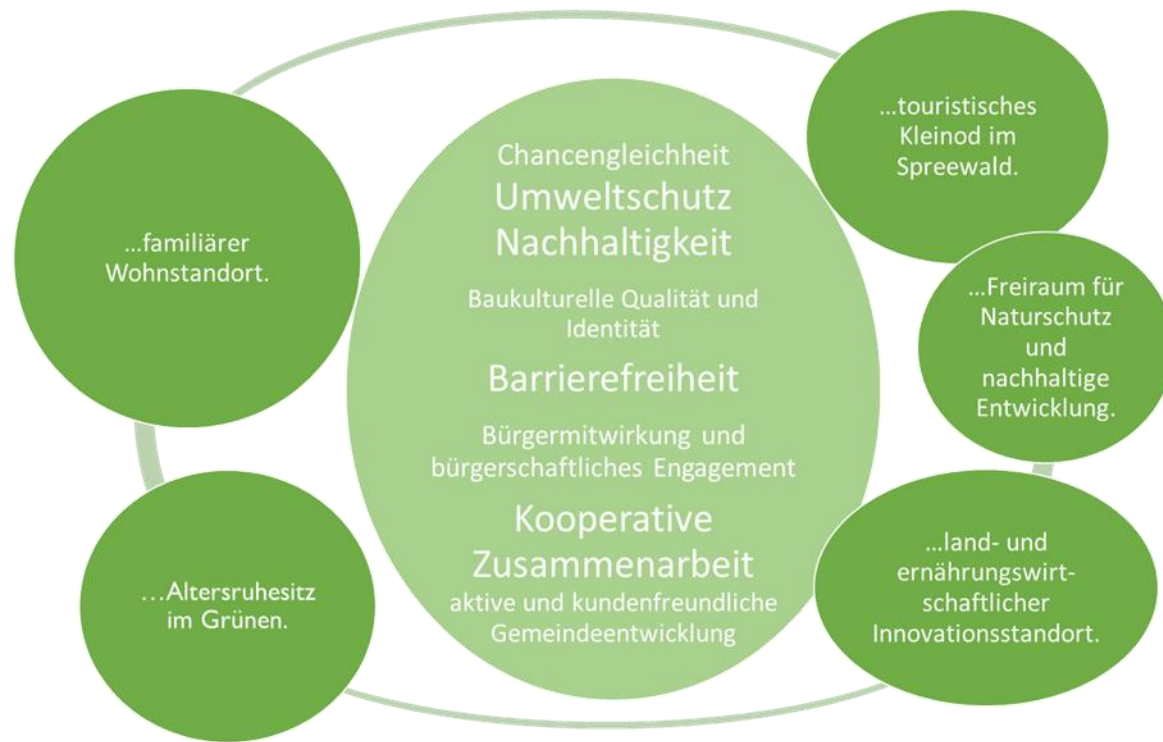 ...familiärer
Wohnstandort.
...Altersruhesitz
im Grünen.
Chancengleichheit
Umweltschutz
Nachhaltigkeit
Baukulturelle Qualität und
Identität
Barrierefreiheit
Bürgermitwirkung und
bürgerschaftliches Engagement
Kooperative
Zusammenarbeit
aktive und kundenfreundliche
Gemeindeentwicklung
...touristisches
Kleinod im
Spreewald.
...Freiraum für
Naturschutz
und
nachhaltige
Entwicklung.
...land- und
ernährungswirt-
schaftlicher
Innovationsstandort.